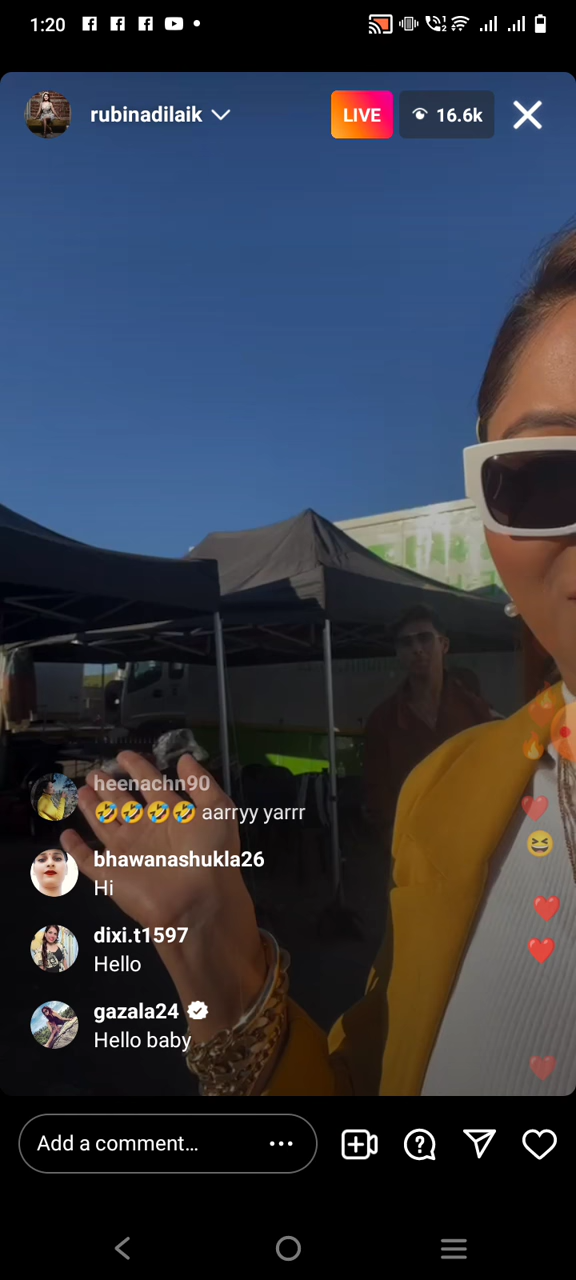 1:20
rubinadilaik
LIVE
16.6k
heenachn90
🤣🤣🤣🤣 aarryy yarrr
bhawanashukla26
Hi
dixi.t1597
Hello
gazala24
Hello baby
Add a comment...